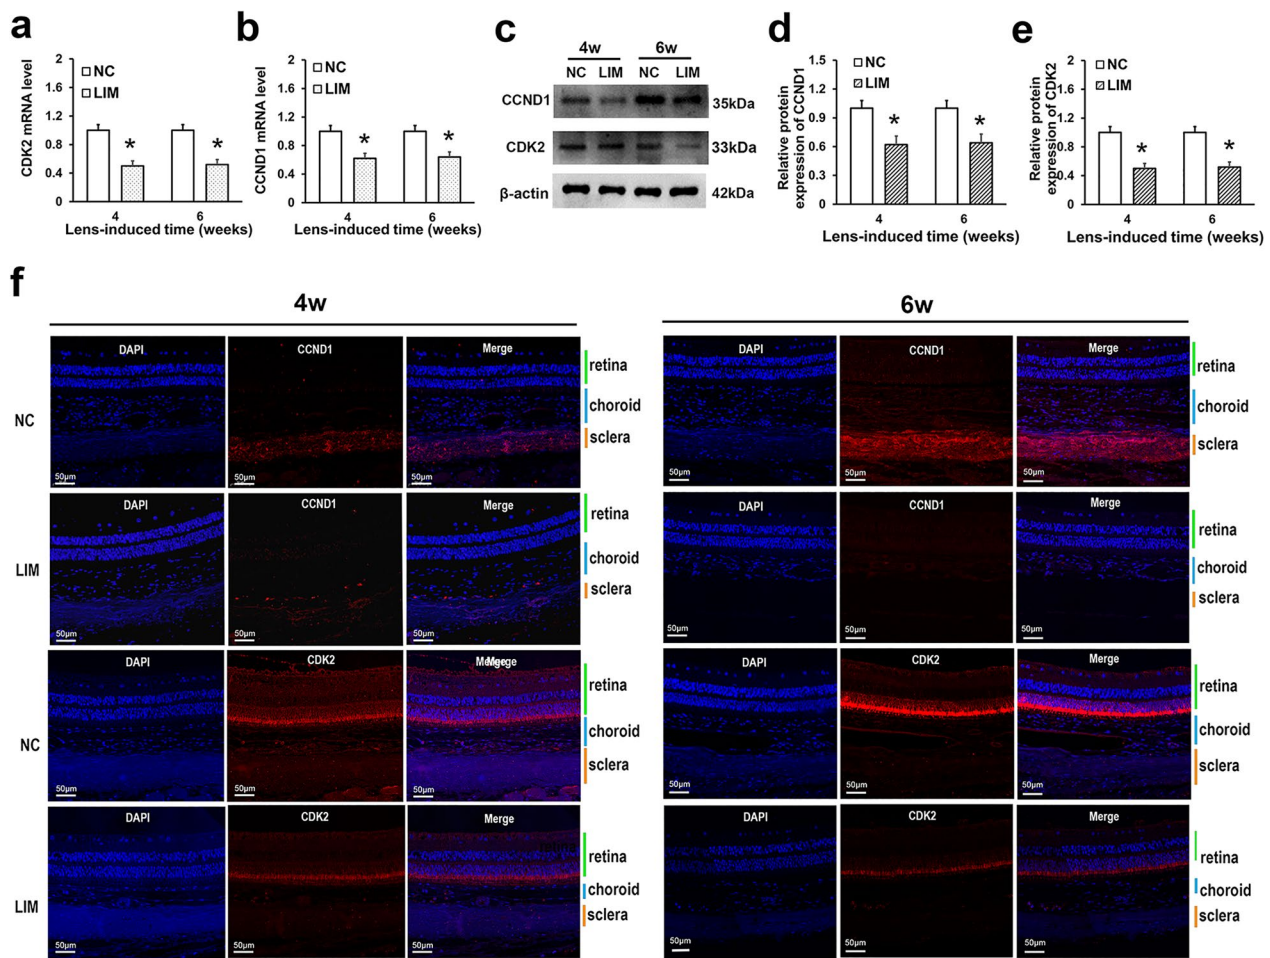 a
CDK2 mRNA level
2
1.6
1.2
0.8
0.4
0
NC
LIM
*
*
4
6
Lens-induced time (weeks)
b
CCND1 mRNA level
2
1.6
1.2
0.8
0.4
0
NC
LIM
*
*
4
6
Lens-induced time (weeks)
c
4w
6w
NC LIM NC LIM
CCND1
35kDa
CDK2
33kDa
β-actin
42kDa
d
Relative protein
expression of CCND1
1.5
1.2
0.9
0.6
0.3
0
NC
LIM
*
*
4
6
Lens-induced time (weeks)
e
Relative protein
expression of CDK2
2
1.6
1.2
0.8
0.4
0
NC
LIM
*
*
4
6
Lens-induced time (weeks)
f
4w
6w
NC
DAPI
CCND1
Merge
50μm
50μm
50μm
retina
choroid
sclera
DAPI
CCND1
Merge
50μm
50μm
50μm
retina
choroid
sclera
LIM
DAPI
CCND1
Merge
50μm
50μm
50μm
retina
choroid
sclera
DAPI
CCND1
Merge
50μm
50μm
50μm
retina
choroid
sclera
NC
DAPI
CDK2
Merge
50μm
50μm
50μm
retina
choroid
sclera
DAPI
CDK2
Merge
50μm
50μm
50μm
retina
choroid
sclera
LIM
DAPI
CDK2
Merge
50μm
50μm
50μm
retina
choroid
sclera
DAPI
CDK2
Merge
50μm
50μm
50μm
retina
choroid
sclera